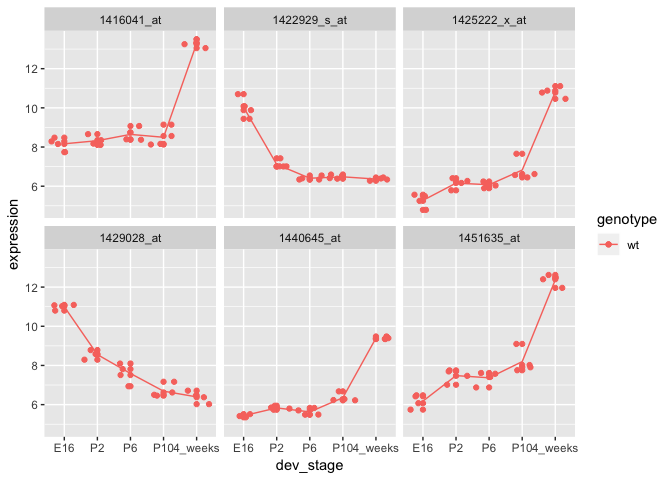 1416041_at 1422929_s_at 1425222_x_at
12
10
8
6
1429028_at 1440645_at 1451635_at
12
10
8
6
E16 P2 P6 P104_weeks E16 P2 P6 P104_weeks E16 P2 P6 P104_weeks
dev_stage
expression
genotype
wt